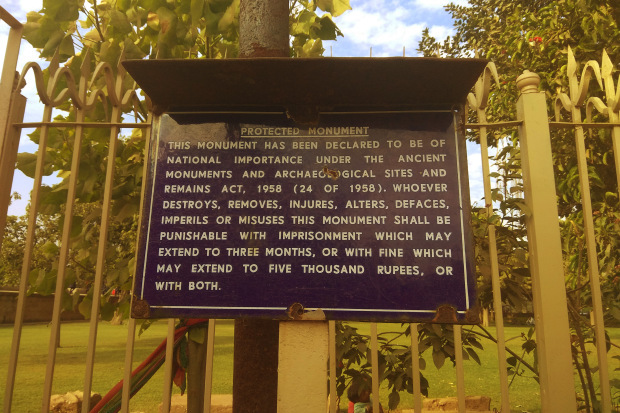 PROTECTED MONUMENT
THIS MONUMENT HAS BEEN DECLARED TO BE OF
NATIONAL IMPORTANCE UNDER THE ANCIENT
MONUMENTS AND ARCHAEOLOGICAL SITES AND
REMAINS ACT, 1958 (24 OF 1958). WHOEVER
DESTROYS, REMOVES, INJURES, ALTERS, DEFACES,
IMPERILS OR MISUSES THIS MONUMENT SHALL BE
PUNISHABLE WITH IMPRISONMENT WHICH MAY
EXTEND TO THREE MONTHS, OR WITH FINE WHICH
MAY EXTEND TO FIVE THOUSAND RUPEES, OR
WITH BOTH.